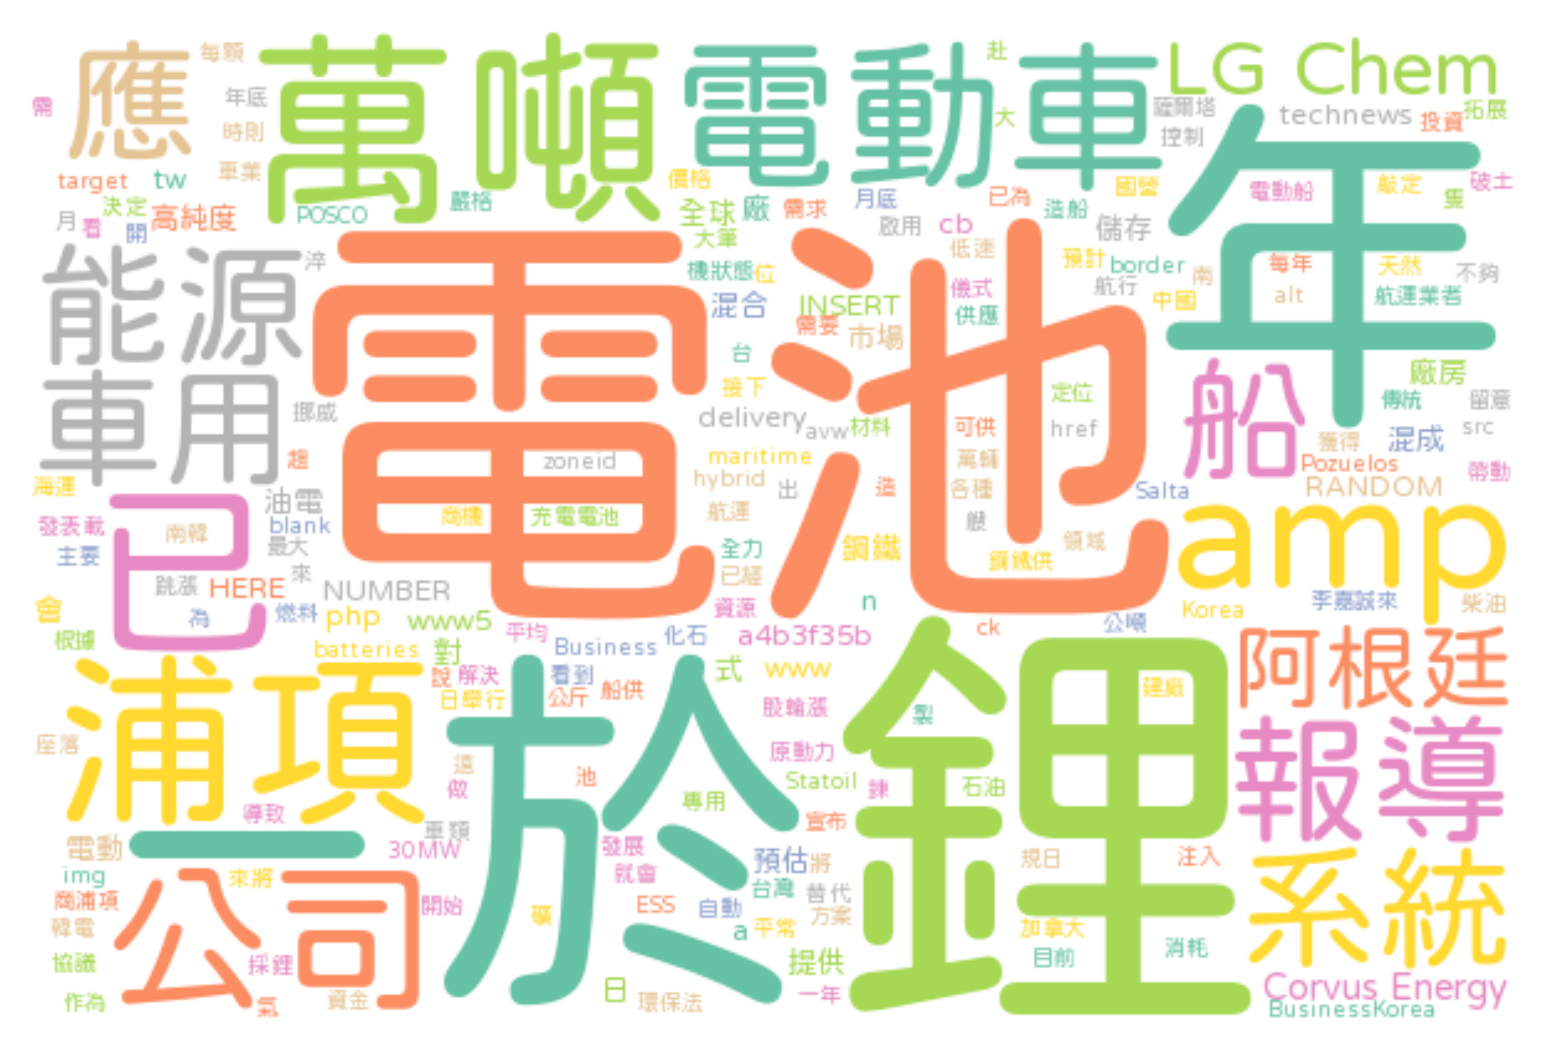 應
每顆
萬噸
電動車
赴
LG Chem
需
年底
大
薩爾塔
technews
拓展
投資
時則
控制
年
target
tw
車業
價格
月底
已為
國營
電動船
敲定
破土
決定
POSCO
嚴格
全球
廠
需求
造船
隻
月
看
開
高純度
大筆
啟用
cb
儲存
能源
淬
機狀態
位
低速
預計
border
南
每年
天然
不夠
電池
混合
INSERT
儀式
航行
中國
alt
航運業者
需要
市場
供應
台
車用
挪威
接下
定位
船
廠房
傳統
留意
delivery
avw
材料
可供
href
混成
src
獲得
趨
zoneid
maritime
萬輛
Pozuelos
帶動
海運
油電
hybrid
出
造
各種
Salta
RANDOM
已
發表載
南韓
blank
商機
充電電池
航運
艘
amp
主要
最大
全力
鋼鐵
鋼鐵供
領域
跳漲
HERE
來
NUMBER
已經
會
為
燃料
php
www5
資源
n
Korea
李嘉誠來
柴油
根據
平均
Business
化石
a4b3f35b
ck
公噸
batteries
對
浦項
說
解決
看到
式
www
鋰
阿根廷
日舉行
公斤
船供
於
股輪漲
製
建廠
座落
遠
池
原動力
報導
做
Statoil
鍊
石油
導致
專用
宣布
電動
一
車類
30MW
發展
預估
將
規日
注入
系統
img
來將
就會
台灣
替代
商浦項
公司
開始
礦
ESS
自動
方案
韓電
a
平常
加拿大
目前
消耗
協議
採鋰
提供
作為
氣
資金
日
環保法
一年
Corvus Energy
BusinessKorea